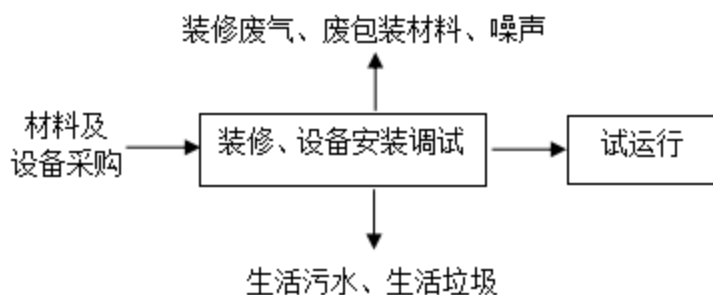 装修废气、废包装材料、噪声
材料及
设备采购
装修、设备安装调试
试运行
生活污水、生活垃圾